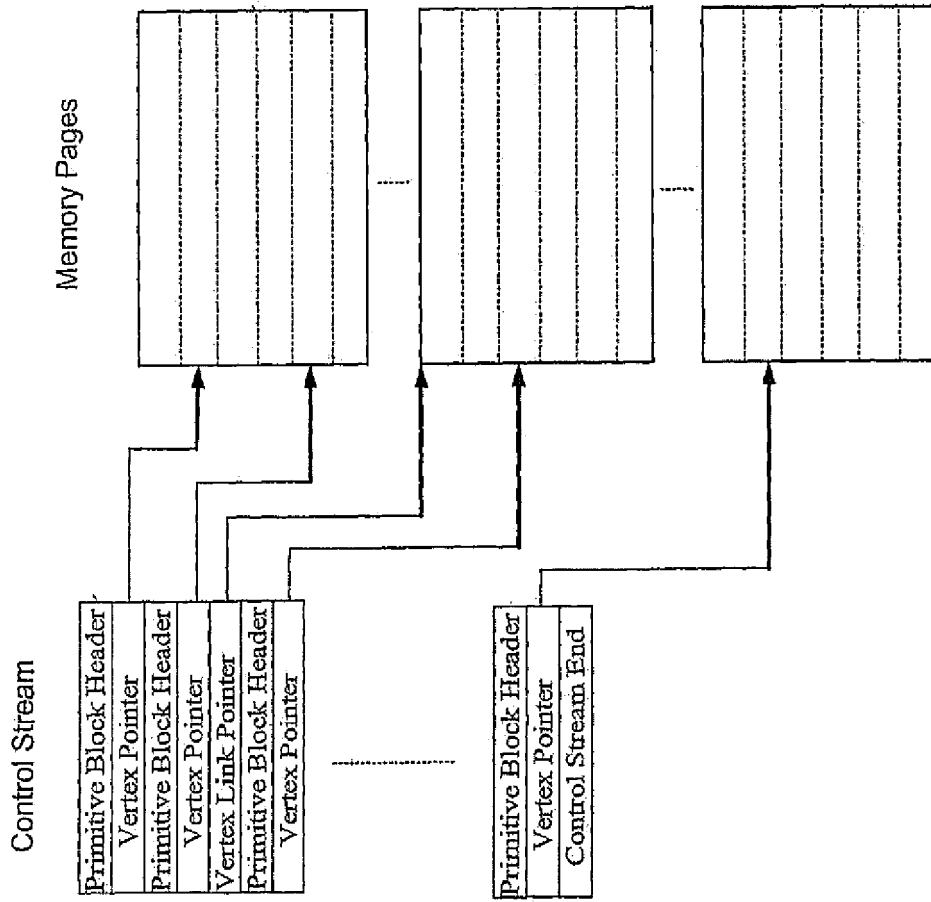 Control Stream
Primitive Block Header
Vertex Pointer
Primitive Block Header
Vertex Pointer
Vertex Link Pointer
Primitive Block Header
Vertex Pointer
Primitive Block Header
Vertex Pointer
Control Stream End
Memory Pages